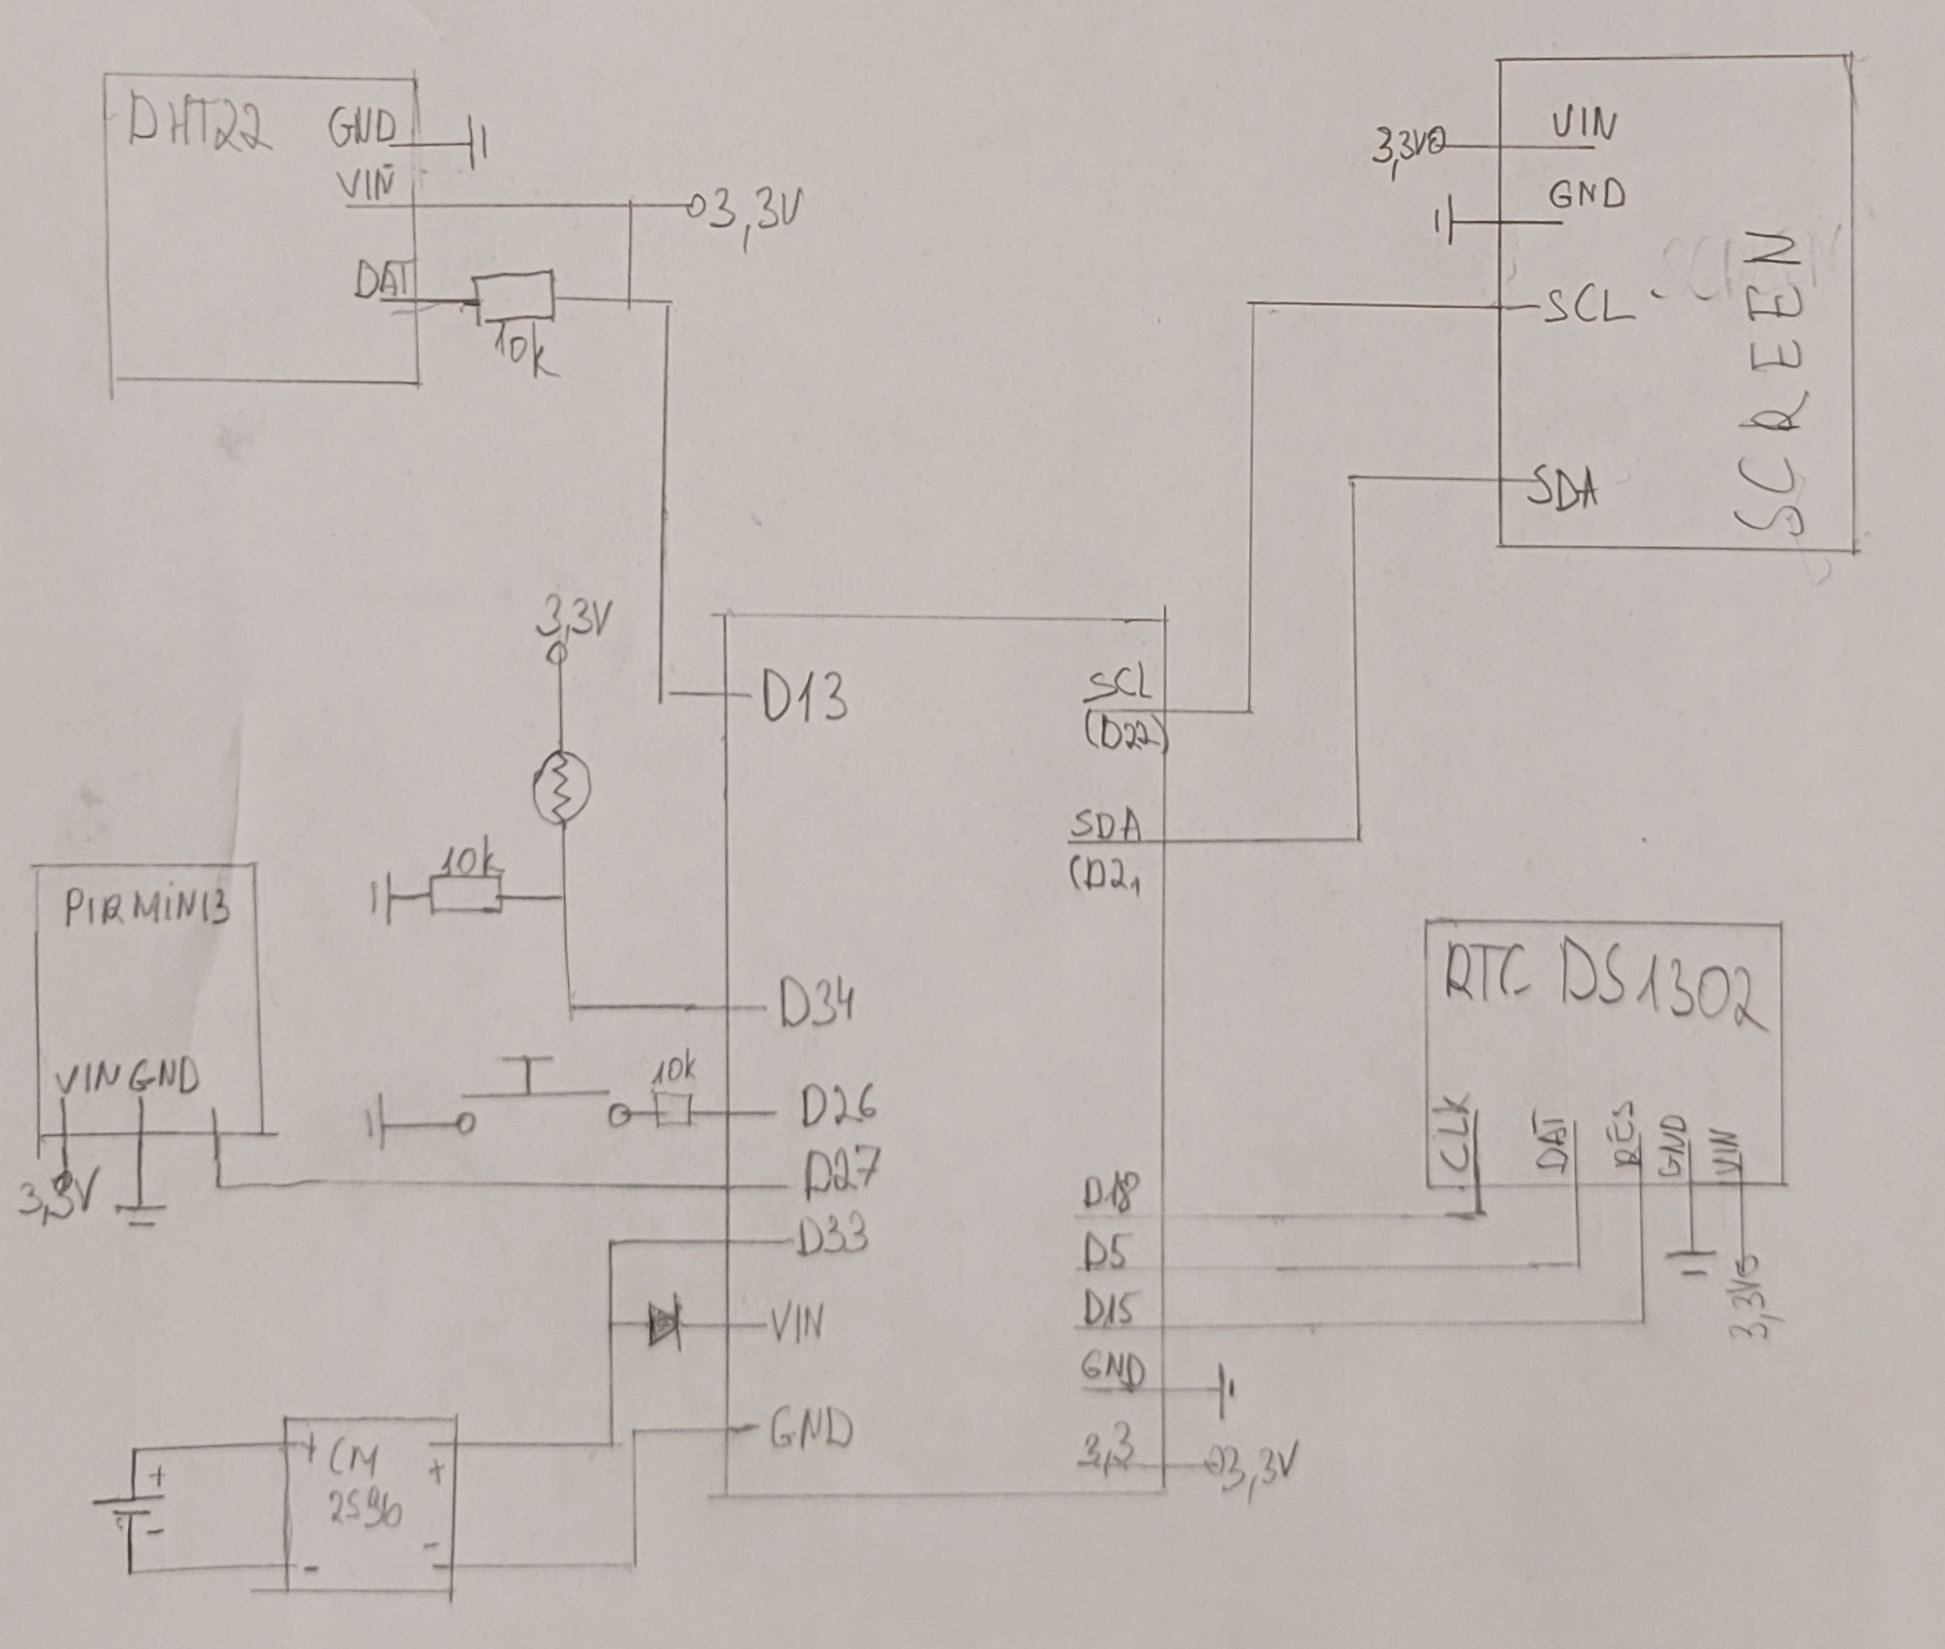 DHT22
GND
VIN
3,3V
DAT
10k
3,3V
VIN
GND
SCL
SDA
SCREEN
3,3V
10k
PIRMINI3
VIN GND
3,3V
10k
D13
D34
D26
D27
D33
VIN
GND
SCL
(D22)
SDA
(D21
D18
D5
D15
GND
3,3
3,3V
RTC DS1302
CLK
DAT
RES
GND
VIN
3,3V
+
-
+ CM
2596
+
-
-